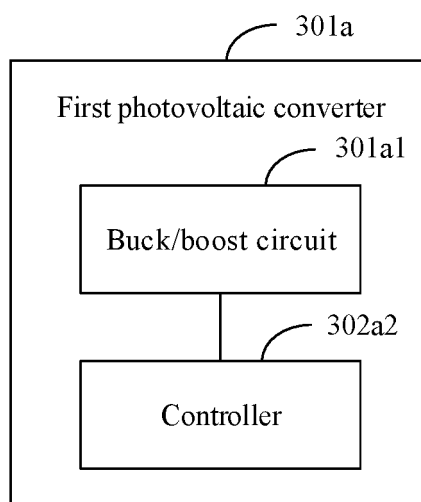 301a
First photovoltaic converter
301a1
Buck/boost circuit
302a2
Controller